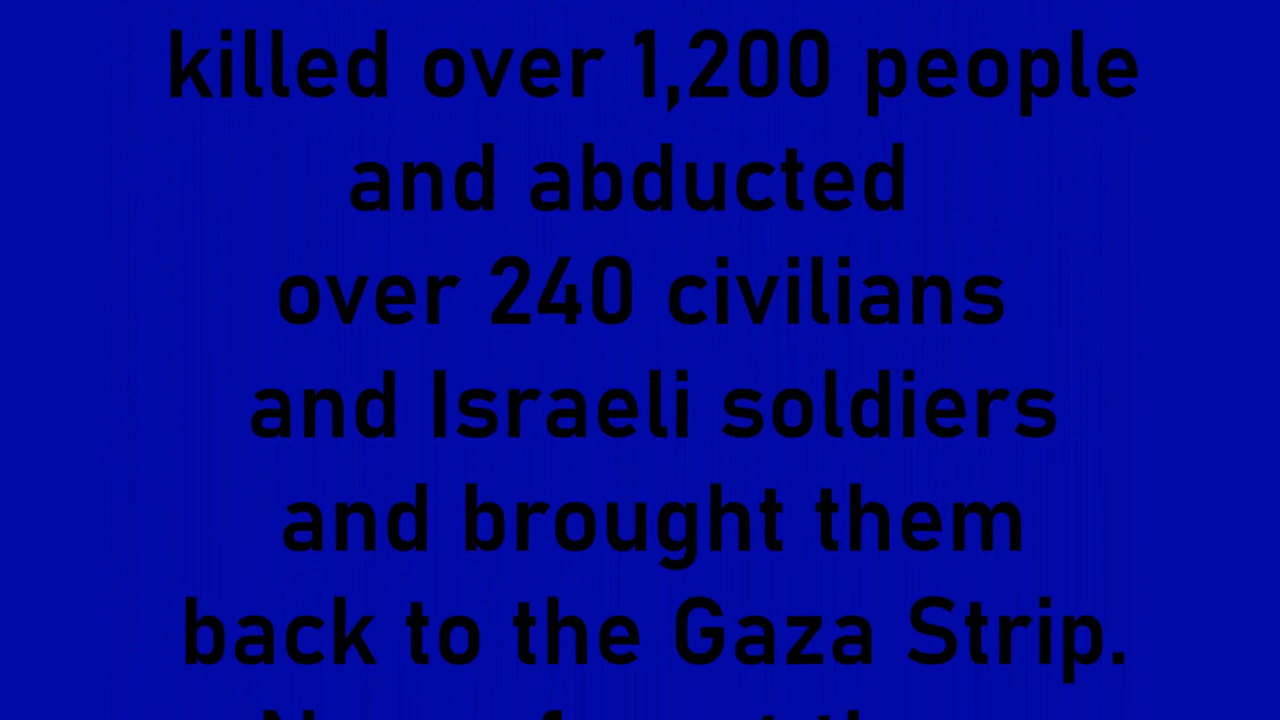 killed over 1,200 people
and abducted
over 240 civilians
and Israeli soldiers
and brought them
back to the Gaza Strip.